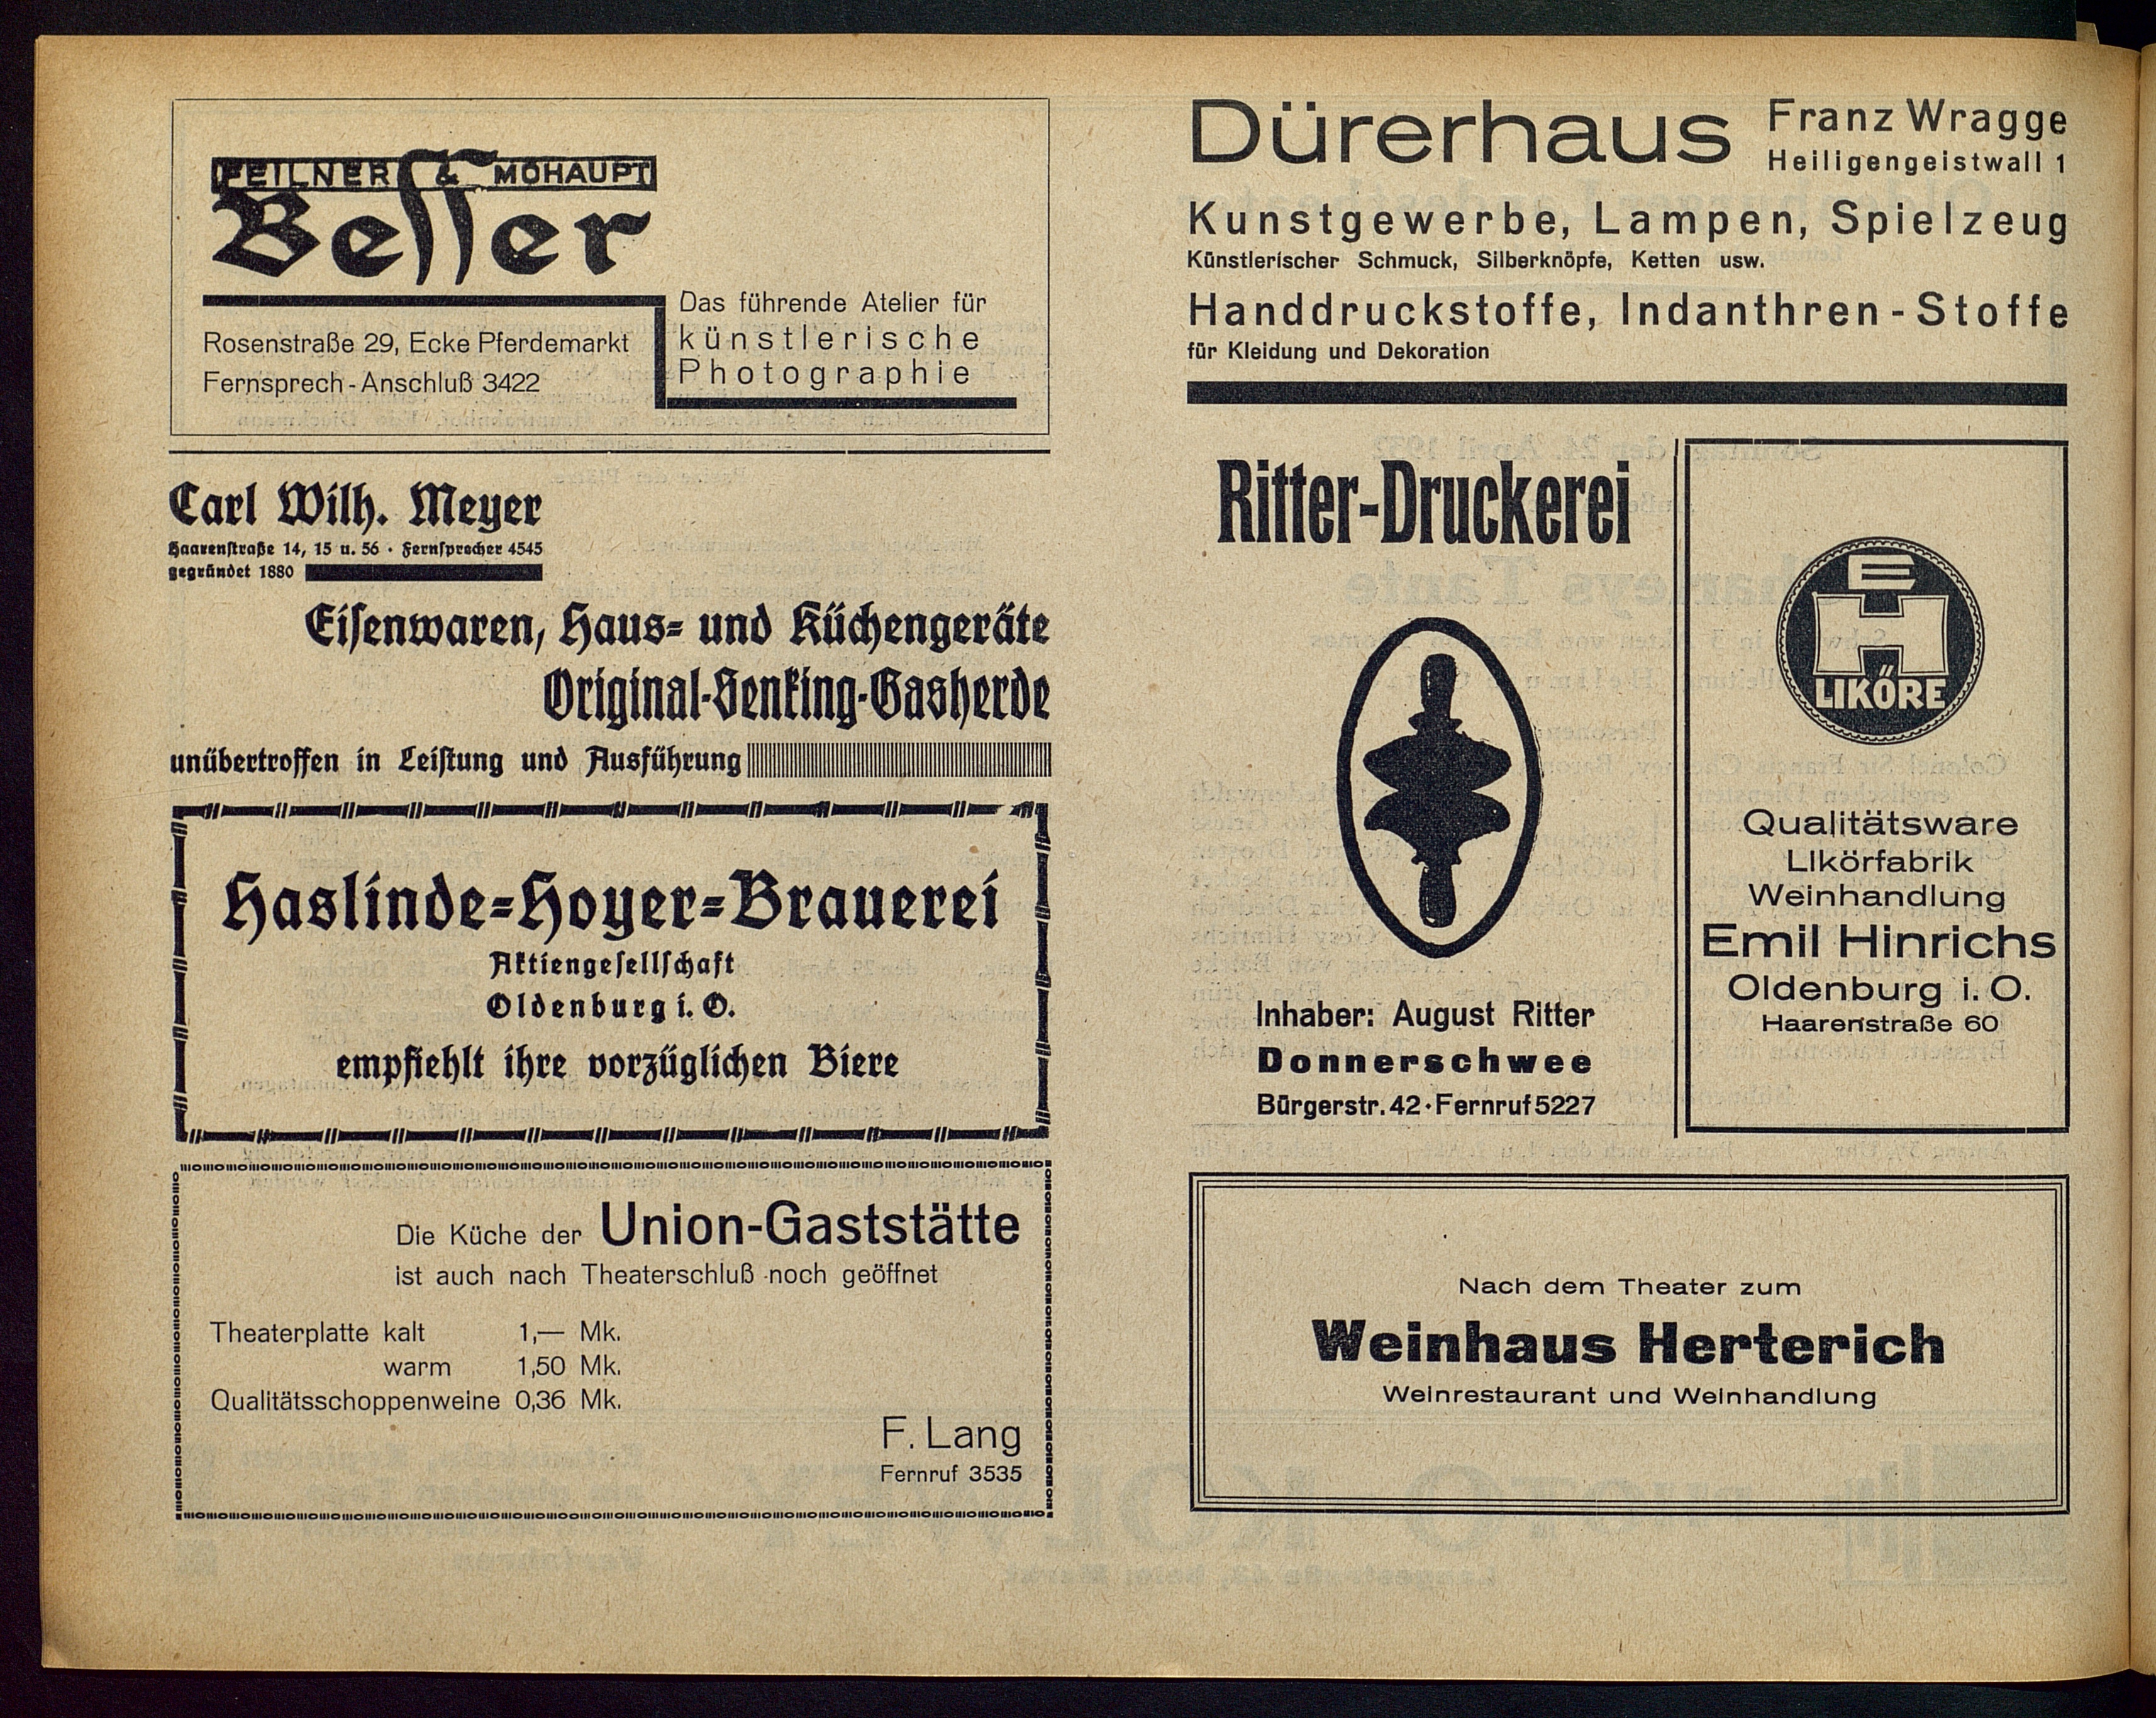 FEILNER & MOHAUPT
Besser
Rosenstraße 29, Ecke Pferdemarkt
Fernsprech-Anschluß 3422
Das führende Atelier für
künstlerische
Photographie
Carl Wilh. Meyer
Haarenstraße 14, 15 u. 56 · Fernsprecher 4545
gegründet 1880
Eisenwaren, Haus- und Küchengeräte
Original-Senking-Gasherde
unübertroffen in Leistung und Ausführung
Haslinde-Hoyer-Brauerei
Aktiengesellschaft
Oldenburg i. O.
empfiehlt ihre vorzüglichen Biere
Die Küche der Union-Gaststätte
ist auch nach Theaterschluß noch geöffnet
Theaterplatte kalt 1,— Mk.
warm 1,50 Mk.
Qualitätsschoppenweine 0,36 Mk.
F. Lang
Fernruf 3535
Dürerhaus Franz Wragge
Heiligengeistwall 1
Kunstgewerbe, Lampen, Spielzeug
Künstlerischer Schmuck, Silberknöpfe, Ketten usw.
Handdruckstoffe, Indanthren-Stoffe
für Kleidung und Dekoration
Ritter-Druckerei
Inhaber: August Ritter
Donnerschwee
Bürgerstr. 42 · Fernruf 5227
E
H
LIKÖRE
Qualitätsware
Likörfabrik
Weinhandlung
Emil Hinrichs
Oldenburg i. O.
Haarenstraße 60
Nach dem Theater zum
Weinhaus Herterich
Weinrestaurant und Weinhandlung